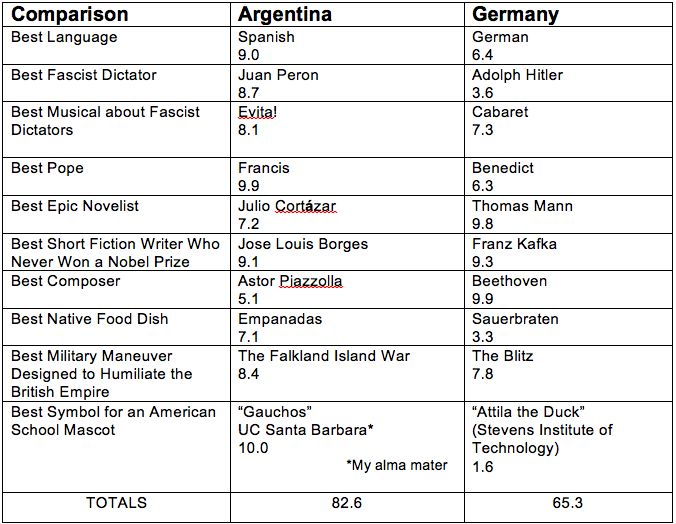 Comparison Argentina Germany
Best Language Spanish German
9.0 6.4
Best Fascist Dictator Juan Peron Adolph Hitler
8.7 3.6
Best Musical about Fascist Evita! Cabaret
Dictators 8.1 7.3
Best Pope Francis Benedict
9.9 6.3
Best Epic Novelist Julio Cortázar Thomas Mann
7.2 9.8
Best Short Fiction Writer Who Jose Louis Borges Franz Kafka
Never Won a Nobel Prize 9.1 9.3
Best Composer Astor Piazzolla Beethoven
5.1 9.9
Best Native Food Dish Empanadas Sauerbraten
7.1 3.3
Best Military Maneuver The Falkland Island War The Blitz
Designed to Humiliate the 8.4 7.8
British Empire
Best Symbol for an American “Gauchos” “Attila the Duck”
School Mascot UC Santa Barbara* (Stevens Institute of
10.0 Technology)
*My alma mater 1.6
TOTALS 82.6 65.3